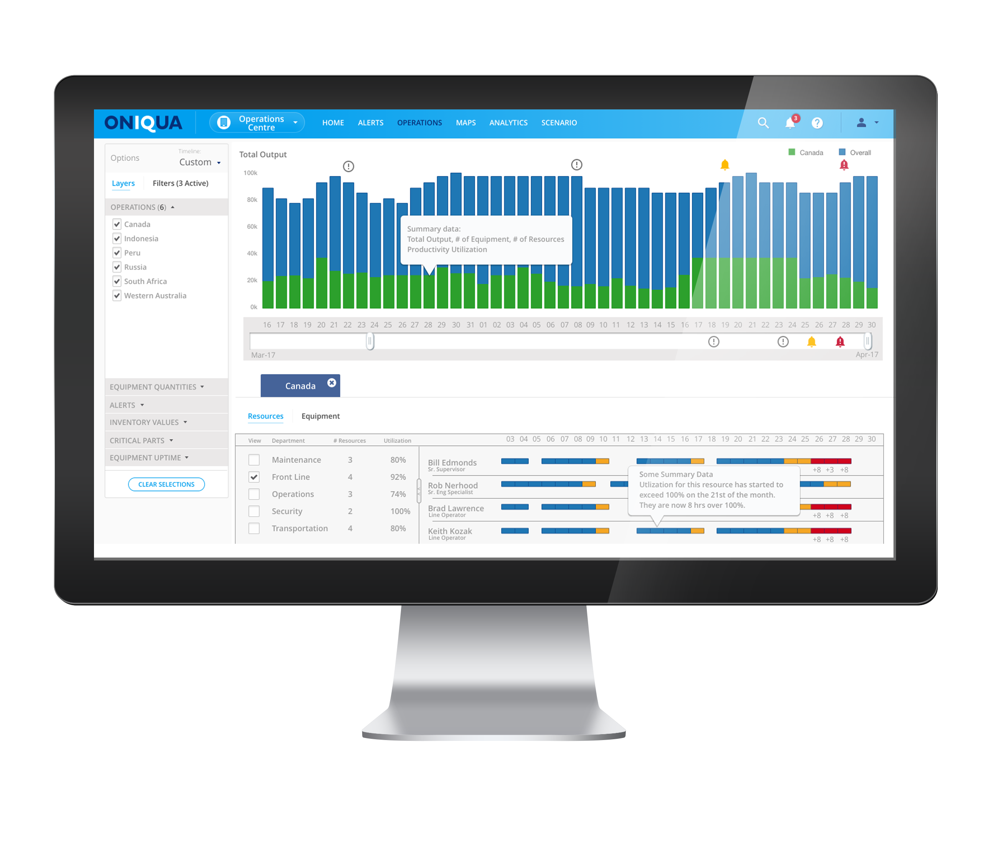 ONIQUA
Operations
Centre
HOME ALERTS OPERATIONS MAPS ANALYTICS SCENARIO
3
Options
Timeline:
Custom
Layers Filters (3 Active)
OPERATIONS (6)
Canada
Indonesia
Peru
Russia
South Africa
Western Australia
EQUIPMENT QUANTITIES
ALERTS
INVENTORY VALUES
CRITICAL PARTS
EQUIPMENT UPTIME
CLEAR SELECTIONS
Total Output
Canada Overall
100k
80k
60k
40k
20k
0k
Summary data:
Total Output, # of Equipment, # of Resources
Productivity Utilization
16 17 18 19 20 21 22 23 24 25 26 27 28 29 30 31 01 02 03 04 05 06 07 08 09 10 11 12 13 14 15 16 17 18 19 20 21 22 23 24 25 26 27 28 29 30
Mar-17 Apr-17
Canada
Resources Equipment
View Department # Resources Utilization
Maintenance 3 80%
Front Line 4 92%
Operations 3 74%
Security 2 100%
Transportation 4 80%
03 04 05 06 07 08 09 10 11 12 13 14 15 16 17 18 19 20 21 22 23 24 25 26 27 28 29 30
Bill Edmonds
Sr. Supervisor
+8 +3 +8
Rob Nerhood
Sr. Eng Specialist
Brad Lawrence
Line Operator
+8 +8 +8
Keith Kozak
Line Operator
+8 +8 +8
Some Summary Data
Utlization for this resource has started to
exceed 100% on the 21st of the month.
They are now 8 hrs over 100%.